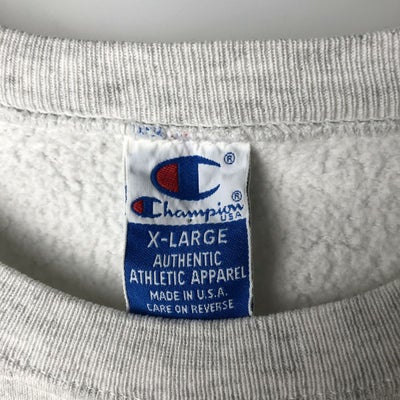 ®
Champion®
USA
X-LARGE
AUTHENTIC
ATHLETIC APPAREL
MADE IN U.S.A.
CARE ON REVERSE